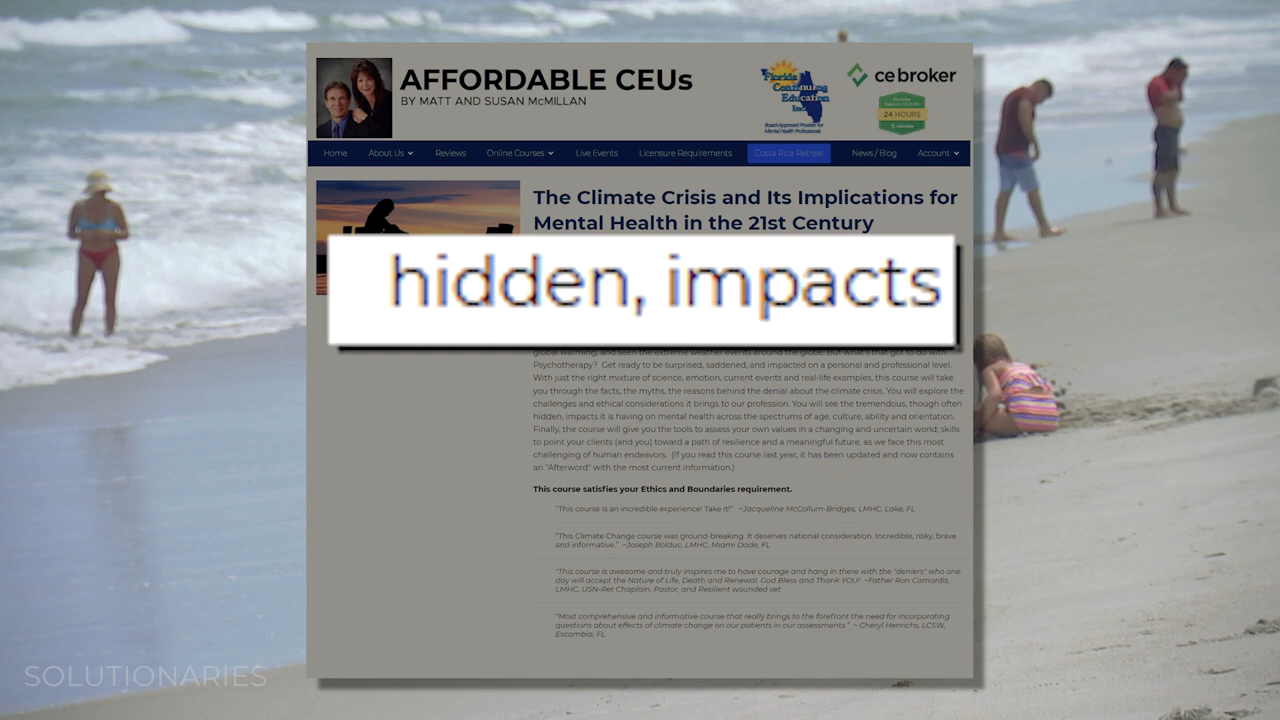 AFFORDABLE CEUs
BY MATT AND SUSAN McMILLAN
Florida
Continuing
Education
Inc.
Board-Approved Provider for
Mental Health Professionals
cebroker
24 HOURS
cebroker
Home About Us Reviews Online Courses Live Events Licensure Requirements Costa Rica Retreat News / Blog Account
The Climate Crisis and Its Implications for
Mental Health in the 21st Century
hidden, impacts
global warming, and seen the extreme weather events around the globe. But what's that got to do with
Psychotherapy? Get ready to be surprised, saddened, and impacted on a personal and professional level.
With just the right mixture of science, emotion, current events and real-life examples, this course will take
you through the facts, the myths, the reasons behind the denial about the climate crisis. You will explore the
challenges and ethical considerations it brings to our profession. You will see the tremendous, though often
hidden, impacts it is having on mental health across the spectrums of age, culture, ability and orientation.
Finally, the course will give you the tools to assess your own values in a changing and uncertain world; skills
to point your clients (and you) toward a path of resilience and a meaningful future, as we face this most
challenging of human endeavors. (If you read this course last year, it has been updated and now contains
an "Afterword" with the most current information.)
This course satisfies your Ethics and Boundaries requirement.
"This course is an incredible experience! Take it!" ~Jacqueline McCollum-Bridges, LMHC, Lake, FL
"This Climate Change course was ground-breaking. It deserves national consideration. Incredible, risky, brave
and informative." ~Joseph Bolduc, LMHC, Miami Dade, FL
"This course is awesome and truly inspires me to have courage and hang in there with the "deniers" who one
day will accept the Nature of Life, Death and Renewal. God Bless and Thank YOU! ~Father Ron Camarda,
LMHC, USN-Ret Chaplain, Pastor, and Resilient wounded vet
"Most comprehensive and informative course that really brings to the forefront the need for incorporating
questions about effects of climate change on our patients in our assessments." ~ Cheryl Henrichs, LCSW,
Escambia, FL
SOLUTIONARIES